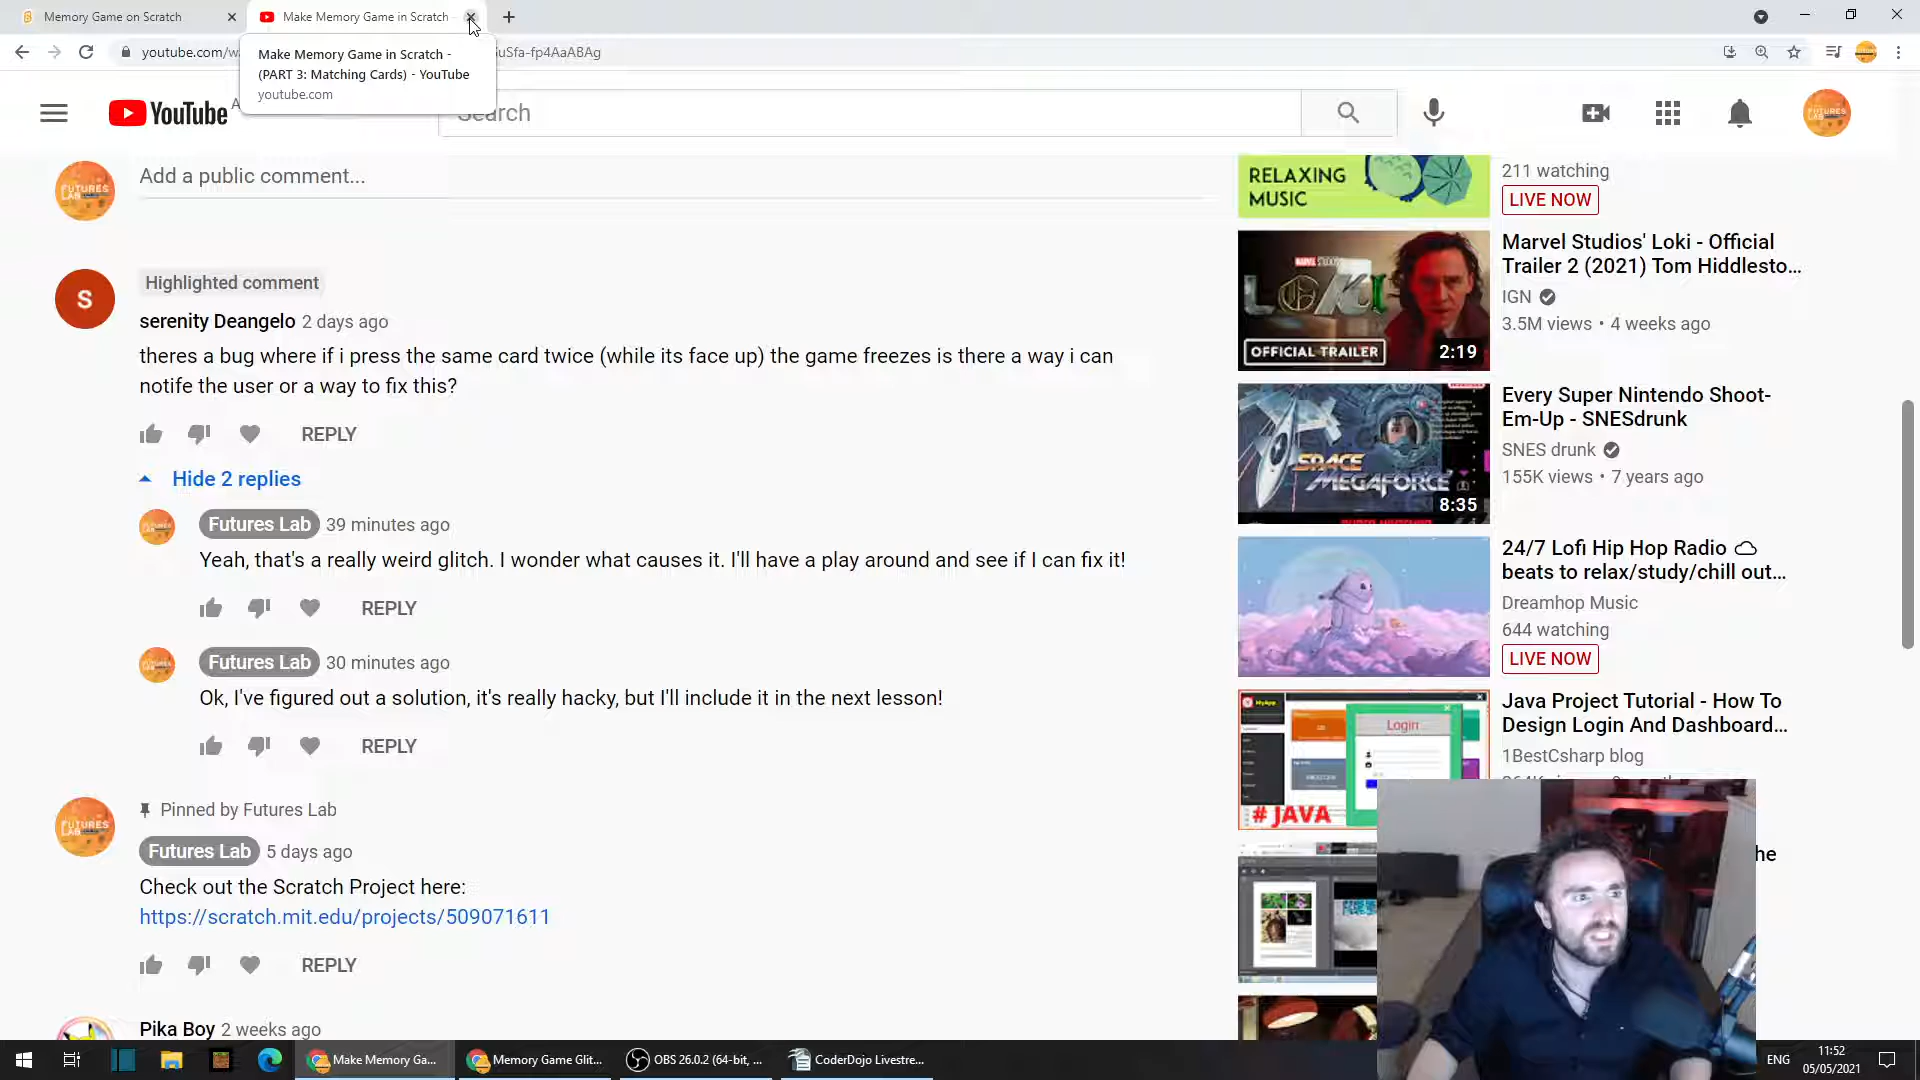 Memory Game on Scratch
Make Memory Game in Scratch
youtube.com/w
uSfa-fp4AaABAg
Make Memory Game in Scratch -
(PART 3: Matching Cards) - YouTube
youtube.com
YouTube
Search
FUTURES
LAB
Add a public comment...
RELAXING
MUSIC
211 watching
LIVE NOW
S
Highlighted comment
serenity Deangelo 2 days ago
theres a bug where if i press the same card twice (while its face up) the game freezes is there a way i can
notife the user or a way to fix this?
REPLY
Hide 2 replies
Futures Lab 39 minutes ago
Yeah, that's a really weird glitch. I wonder what causes it. I'll have a play around and see if I can fix it!
REPLY
Futures Lab 30 minutes ago
Ok, I've figured out a solution, it's really hacky, but I'll include it in the next lesson!
REPLY
Pinned by Futures Lab
Futures Lab 5 days ago
Check out the Scratch Project here:
https://scratch.mit.edu/projects/509071611
REPLY
Pika Boy 2 weeks ago
LOKI
OFFICIAL TRAILER
2:19
Marvel Studios' Loki - Official
Trailer 2 (2021) Tom Hiddlesto...
IGN
3.5M views • 4 weeks ago
SPACE
MEGAFORCE
8:35
Every Super Nintendo Shoot-
Em-Up - SNESdrunk
SNES drunk
155K views • 7 years ago
24/7 Lofi Hip Hop Radio
beats to relax/study/chill out...
Dreamhop Music
644 watching
LIVE NOW
Login
# JAVA
Java Project Tutorial - How To
Design Login And Dashboard...
1BestCsharp blog
he
Make Memory Ga...
Memory Game Glit...
OBS 26.0.2 (64-bit, ...
CoderDojo Livestre...
ENG
11:52
05/05/2021